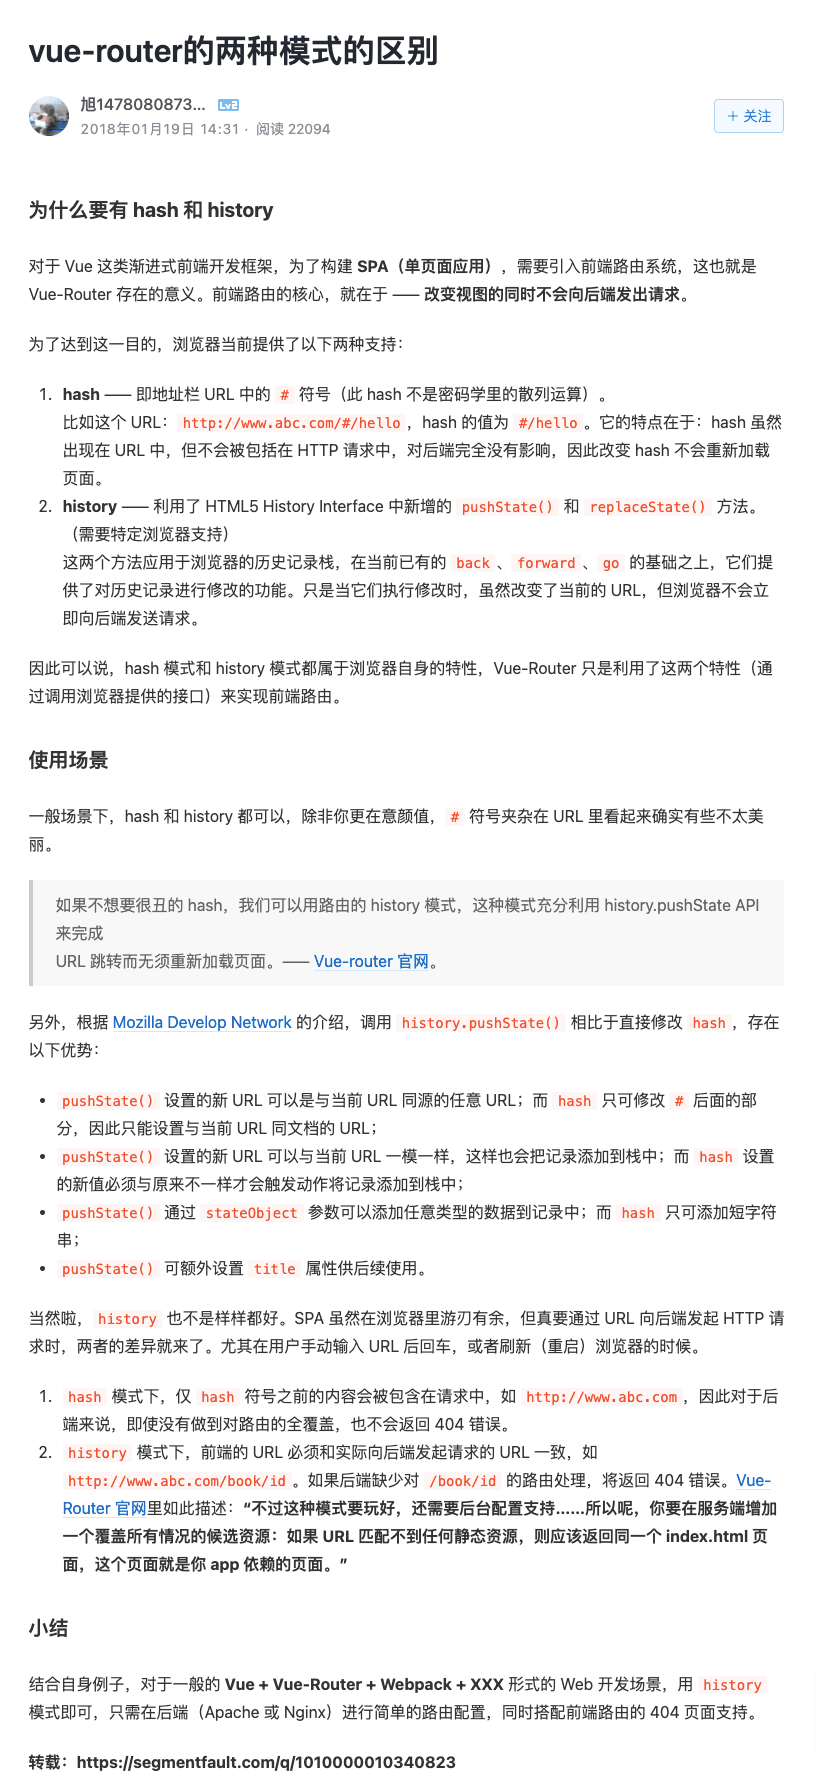 vue-router的两种模式的区别
旭1478080873... Lv2
2018年01月19日 14:31 · 阅读 22094
+ 关注
为什么要有 hash 和 history
对于 Vue 这类渐进式前端开发框架，为了构建 SPA（单页面应用），需要引入前端路由系统，这也就是
Vue-Router 存在的意义。前端路由的核心，就在于 —— 改变视图的同时不会向后端发出请求。
为了达到这一目的，浏览器当前提供了以下两种支持：
1. hash —— 即地址栏 URL 中的 # 符号（此 hash 不是密码学里的散列运算）。
比如这个 URL：http://www.abc.com/#/hello，hash 的值为 #/hello。它的特点在于：hash 虽然
出现在 URL 中，但不会被包括在 HTTP 请求中，对后端完全没有影响，因此改变 hash 不会重新加载
页面。
2. history —— 利用了 HTML5 History Interface 中新增的 pushState() 和 replaceState() 方法。
（需要特定浏览器支持）
这两个方法应用于浏览器的历史记录栈，在当前已有的 back、forward、go 的基础之上，它们提
供了对历史记录进行修改的功能。只是当它们执行修改时，虽然改变了当前的 URL，但浏览器不会立
即向后端发送请求。
因此可以说，hash 模式和 history 模式都属于浏览器自身的特性，Vue-Router 只是利用了这两个特性（通
过调用浏览器提供的接口）来实现前端路由。
使用场景
一般场景下，hash 和 history 都可以，除非你更在意颜值，# 符号夹杂在 URL 里看起来确实有些不太美
丽。
如果不想要很丑的 hash，我们可以用路由的 history 模式，这种模式充分利用 history.pushState API
来完成
URL 跳转而无须重新加载页面。—— Vue-router 官网。
另外，根据 Mozilla Develop Network 的介绍，调用 history.pushState() 相比于直接修改 hash，存在
以下优势：
• pushState() 设置的新 URL 可以是与当前 URL 同源的任意 URL；而 hash 只可修改 # 后面的部
分，因此只能设置与当前 URL 同文档的 URL；
• pushState() 设置的新 URL 可以与当前 URL 一模一样，这样也会把记录添加到栈中；而 hash 设置
的新值必须与原来不一样才会触发动作将记录添加到栈中；
• pushState() 通过 stateObject 参数可以添加任意类型的数据到记录中；而 hash 只可添加短字符
串；
• pushState() 可额外设置 title 属性供后续使用。
当然啦，history 也不是样样都好。SPA 虽然在浏览器里游刃有余，但真要通过 URL 向后端发起 HTTP 请
求时，两者的差异就来了。尤其在用户手动输入 URL 后回车，或者刷新（重启）浏览器的时候。
1. hash 模式下，仅 hash 符号之前的内容会被包含在请求中，如 http://www.abc.com，因此对于后
端来说，即使没有做到对路由的全覆盖，也不会返回 404 错误。
2. history 模式下，前端的 URL 必须和实际向后端发起请求的 URL 一致，如
http://www.abc.com/book/id。如果后端缺少对 /book/id 的路由处理，将返回 404 错误。Vue-
Router 官网里如此描述：“不过这种模式要玩好，还需要后台配置支持……所以呢，你要在服务端增加
一个覆盖所有情况的候选资源：如果 URL 匹配不到任何静态资源，则应该返回同一个 index.html 页
面，这个页面就是你 app 依赖的页面。”
小结
结合自身例子，对于一般的 Vue + Vue-Router + Webpack + XXX 形式的 Web 开发场景，用 history
模式即可，只需在后端（Apache 或 Nginx）进行简单的路由配置，同时搭配前端路由的 404 页面支持。
转载：https://segmentfault.com/q/1010000010340823